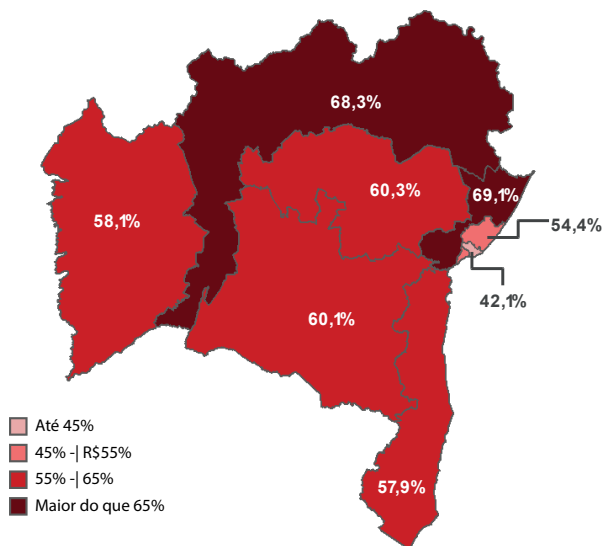 68,3%
60,3%
69,1%
58,1%
54,4%
42,1%
60,1%
57,9%
Até 45%
45% -| R$55%
55% -| 65%
Maior do que 65%